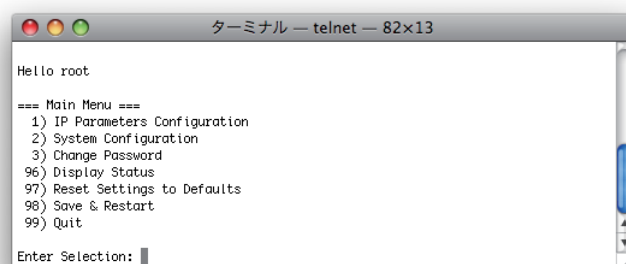 ターミナル — telnet — 82×13
Hello root
=== Main Menu ===
1) IP Parameters Configuration
2) System Configuration
3) Change Password
96) Display Status
97) Reset Settings to Defaults
98) Save & Restart
99) Quit
Enter Selection: